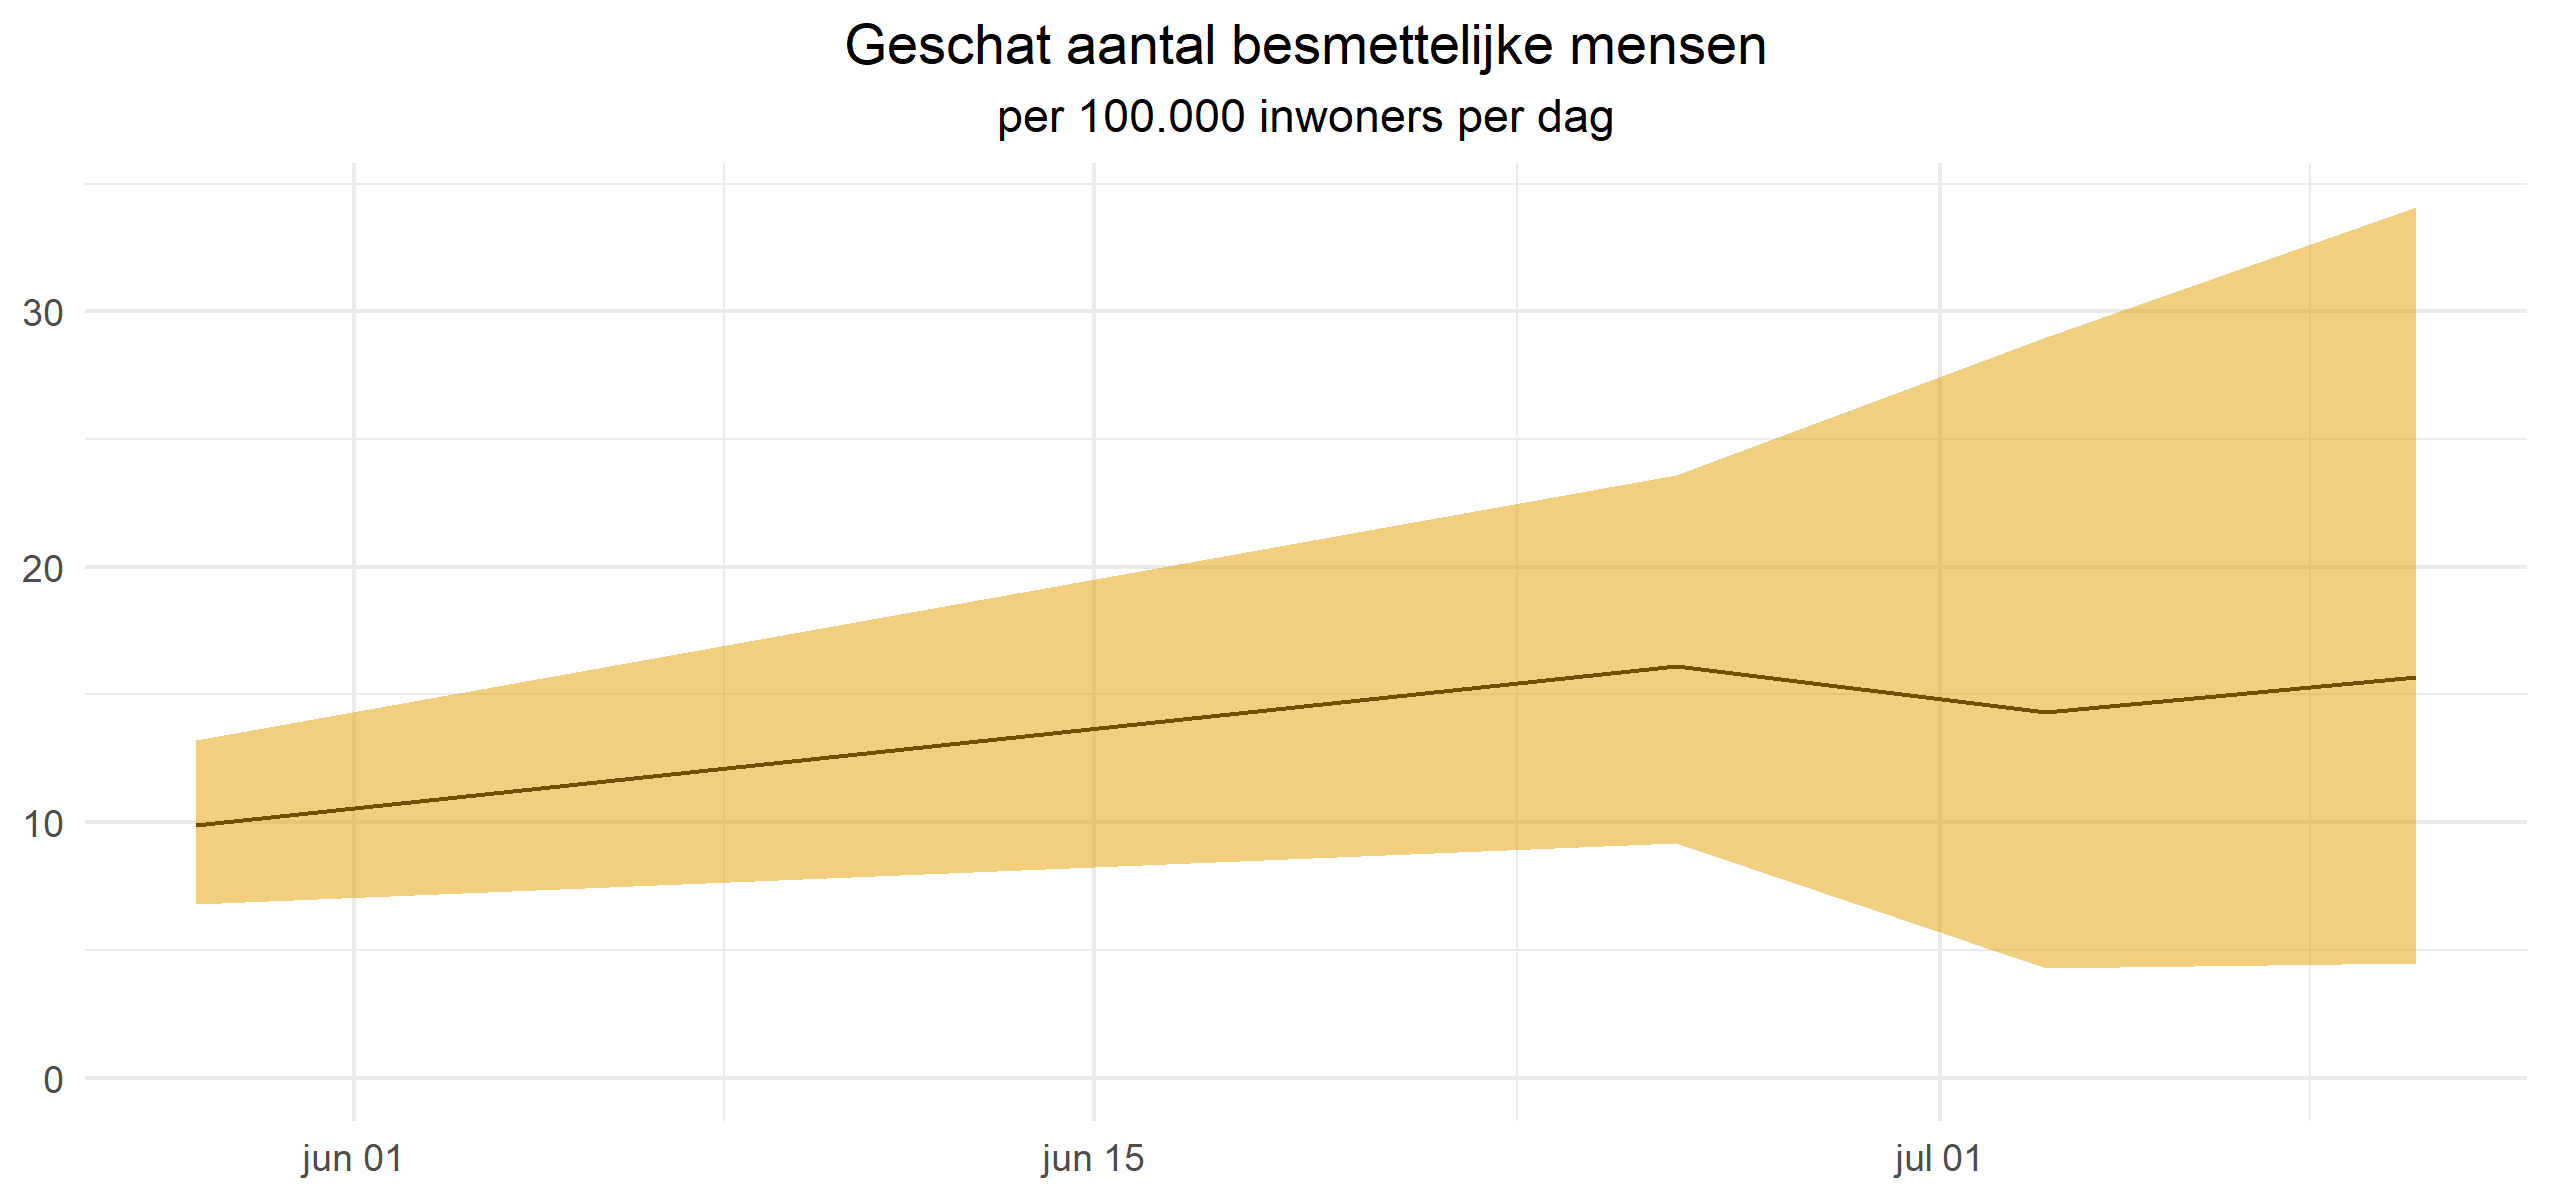 Geschat aantal besmettelijke mensen
per 100.000 inwoners per dag
30
20
10
0
jun 01
jun 15
jul 01